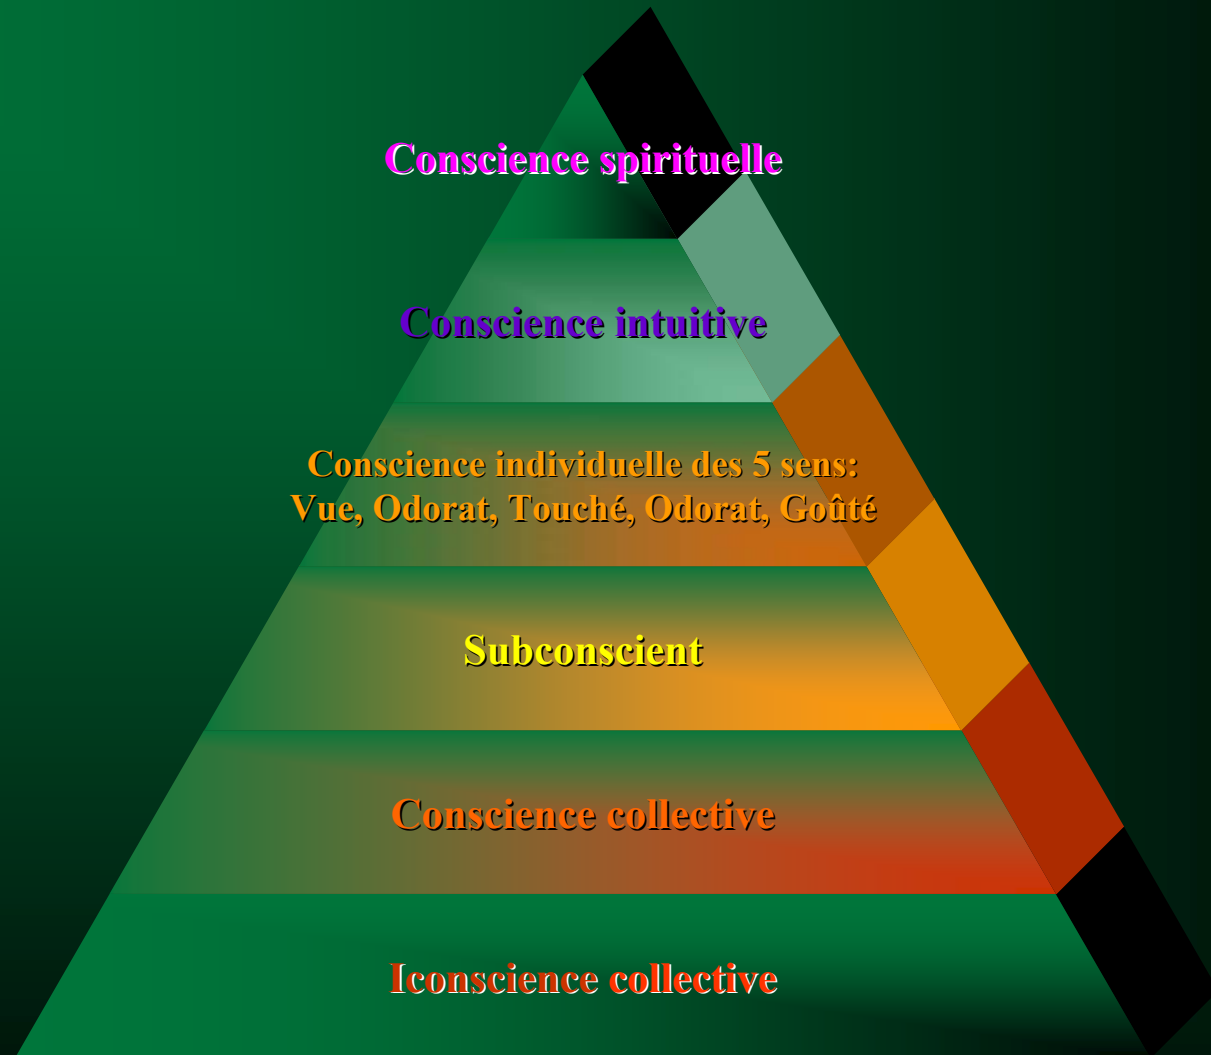 Conscience spirituelle
Conscience intuitive
Conscience individuelle des 5 sens:
Vue, Odorat, Touché, Odorat, Goûté
Subconscient
Conscience collective
Iconscience collective